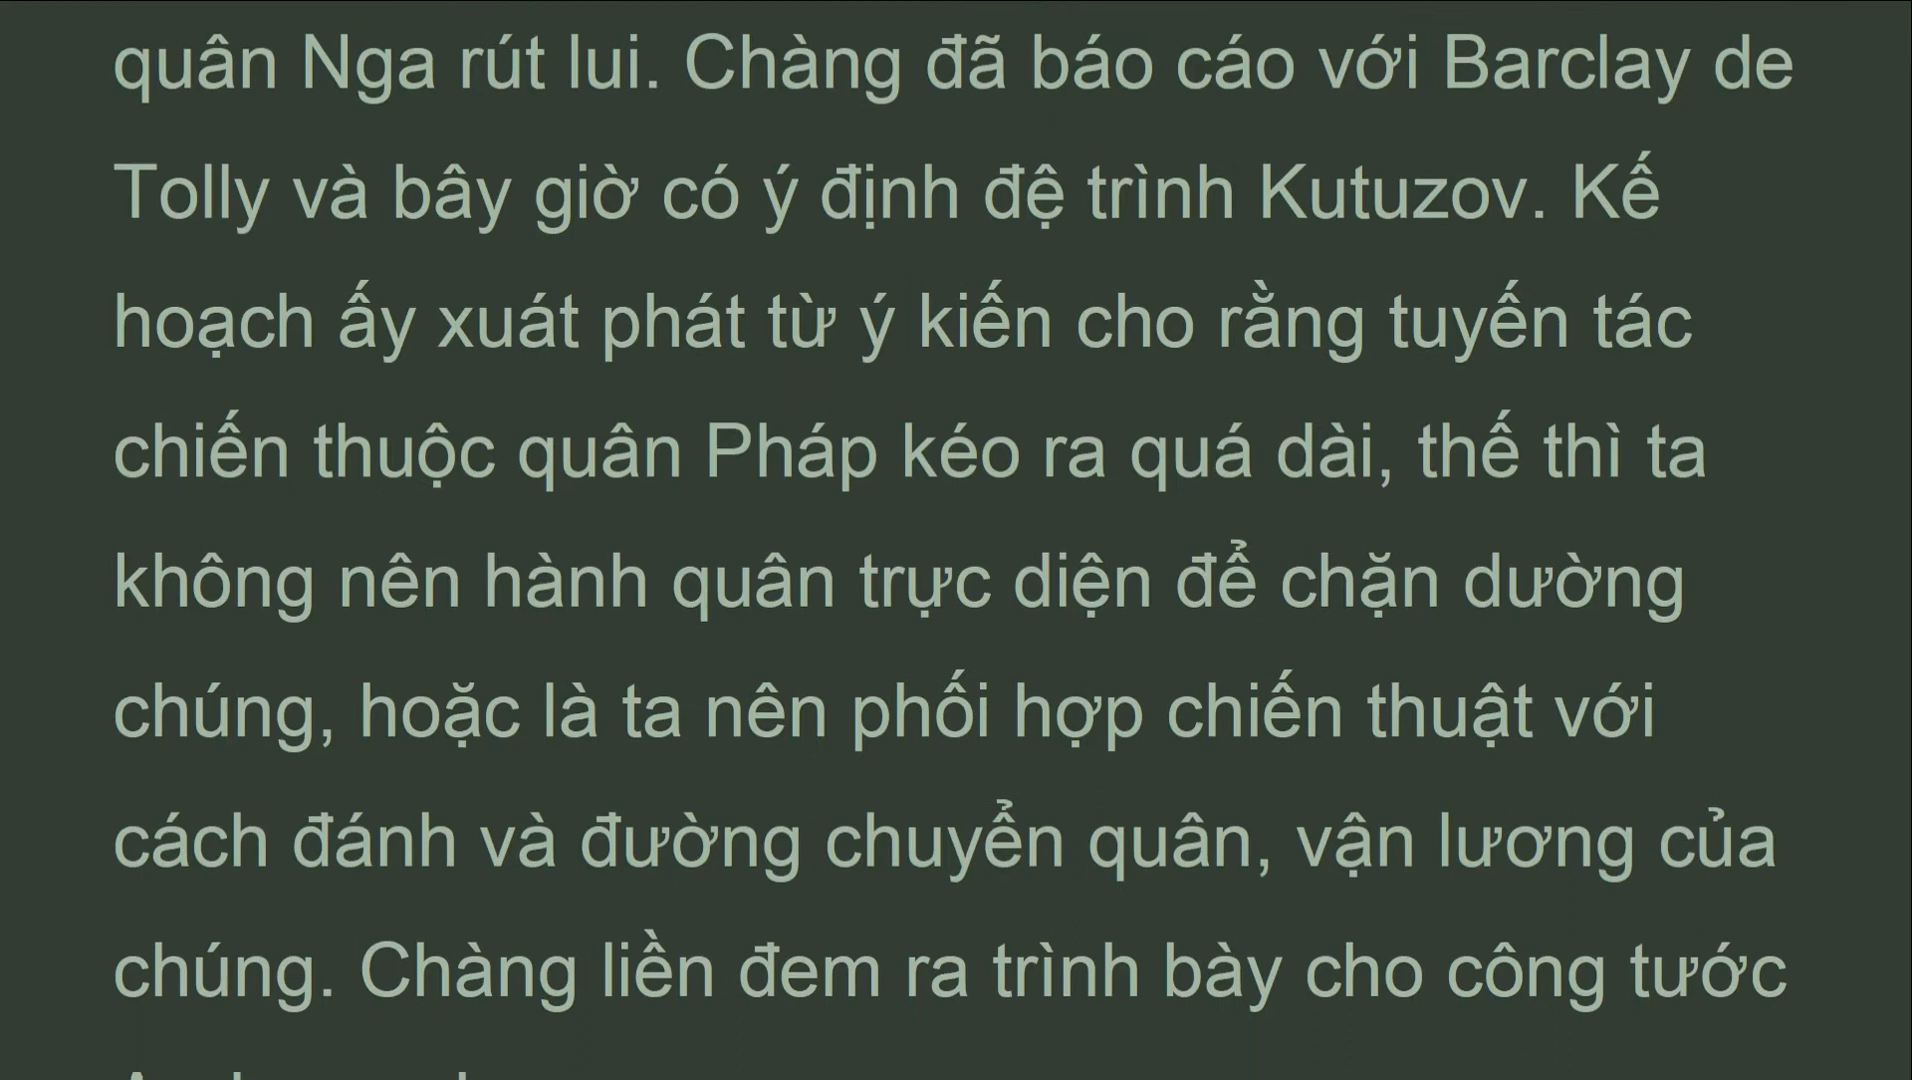 quân Nga rút lui. Chàng đã báo cáo với Barclay de
Tolly và bây giờ có ý định đệ trình Kutuzov. Kế
hoạch ấy xuát phát từ ý kiến cho rằng tuyến tác
chiến thuộc quân Pháp kéo ra quá dài, thế thì ta
không nên hành quân trực diện để chặn dường
chúng, hoặc là ta nên phối hợp chiến thuật với
cách đánh và đường chuyển quân, vận lương của
chúng. Chàng liền đem ra trình bày cho công tước